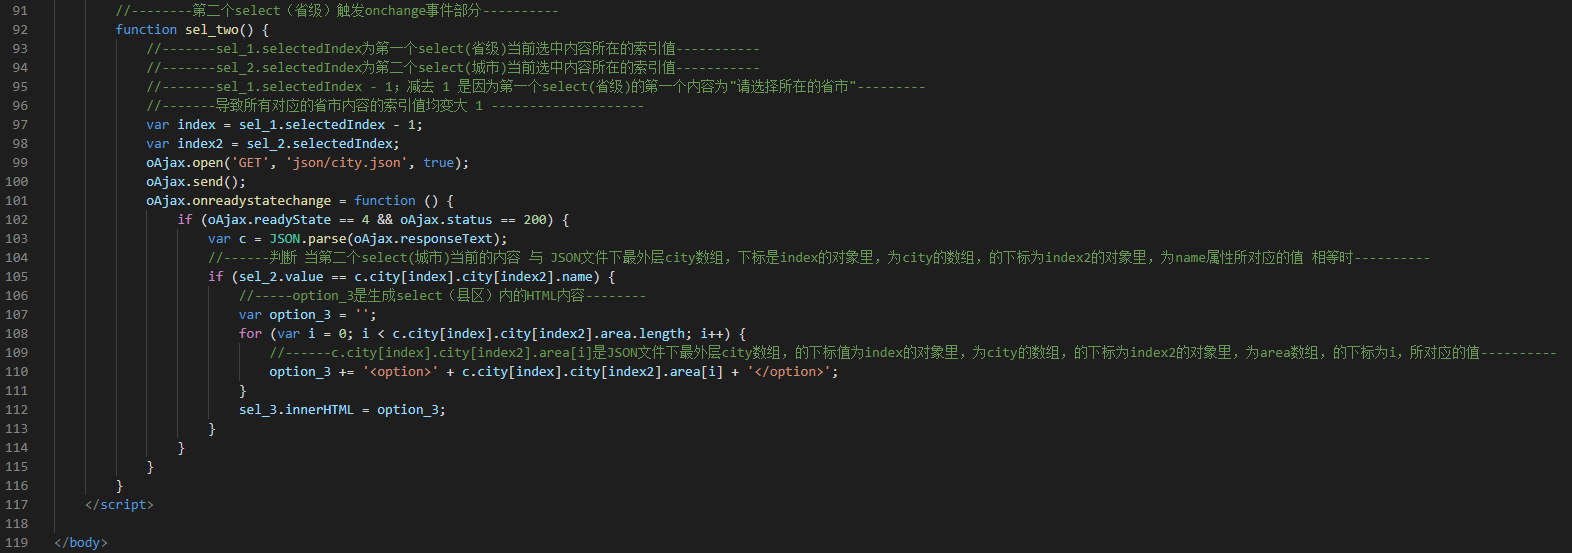 91 //--------第二个select（省级）触发onchange事件部分----------
92 function sel_two() {
93 //-------sel_1.selectedIndex为第一个select(省级)当前选中内容所在的索引值-----------
94 //-------sel_2.selectedIndex为第二个select(城市)当前选中内容所在的索引值-----------
95 //-------sel_1.selectedIndex - 1；减去 1 是因为第一个select(省级)的第一个内容为"请选择所在的省市"---------
96 //-------导致所有对应的省市内容的索引值均变大 1 --------------------
97 var index = sel_1.selectedIndex - 1;
98 var index2 = sel_2.selectedIndex;
99 oAjax.open('GET', 'json/city.json', true);
100 oAjax.send();
101 oAjax.onreadystatechange = function () {
102 if (oAjax.readyState == 4 && oAjax.status == 200) {
103 var c = JSON.parse(oAjax.responseText);
104 //------判断 当第二个select(城市)当前的内容 与 JSON文件下最外层city数组，下标是index的对象里，为city的数组，的下标为index2的对象里，为name属性所对应的值 相等时----------
105 if (sel_2.value == c.city[index].city[index2].name) {
106 //-----option_3是生成select（县区）内的HTML内容--------
107 var option_3 = '';
108 for (var i = 0; i < c.city[index].city[index2].area.length; i++) {
109 //------c.city[index].city[index2].area[i]是JSON文件下最外层city数组，的下标值为index的对象里，为city的数组，的下标为index2的对象里，为area数组，的下标为i，所对应的值----------
110 option_3 += '<option>' + c.city[index].city[index2].area[i] + '</option>';
111 }
112 sel_3.innerHTML = option_3;
113 }
114 }
115 }
116 }
117 </script>
118
119 </body>